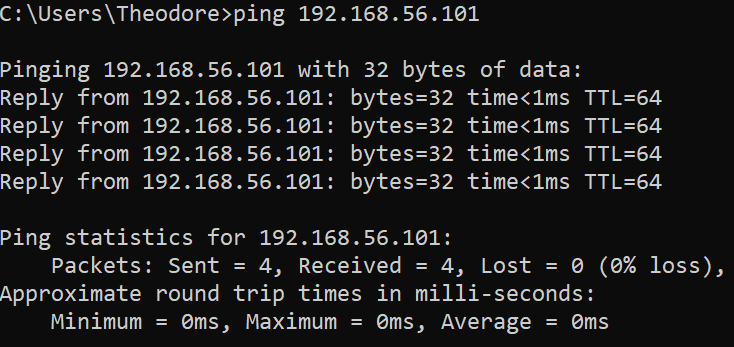 C:\Users\Theodore>ping 192.168.56.101
Pinging 192.168.56.101 with 32 bytes of data:
Reply from 192.168.56.101: bytes=32 time<1ms TTL=64
Reply from 192.168.56.101: bytes=32 time<1ms TTL=64
Reply from 192.168.56.101: bytes=32 time<1ms TTL=64
Reply from 192.168.56.101: bytes=32 time<1ms TTL=64
Ping statistics for 192.168.56.101:
    Packets: Sent = 4, Received = 4, Lost = 0 (0% loss),
Approximate round trip times in milli-seconds:
    Minimum = 0ms, Maximum = 0ms, Average = 0ms